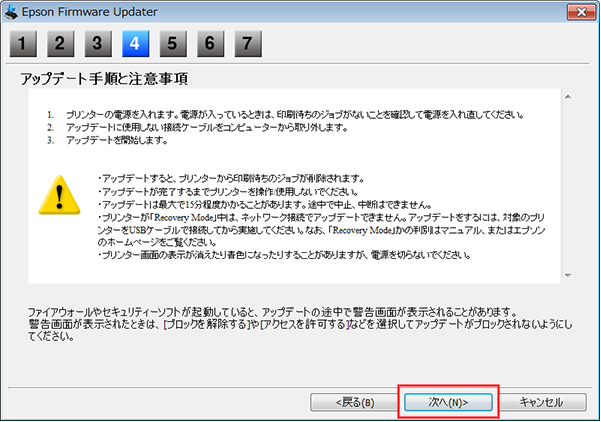 Epson Firmware Updater
1 2 3 4 5 6 7
アップデート手順と注意事項
1. プリンターの電源を入れます。電源が入っているときは、印刷待ちのジョブがないことを確認して電源を入れ直してください。
2. アップデートに使用しない接続ケーブルをコンピューターから取り外します。
3. アップデートを開始します。
・アップデートすると、プリンターから印刷待ちのジョブが削除されます。
・アップデートが完了するまでプリンターを操作/使用しないでください。
・アップデートは最大で15分程度かかることがあります。途中で中止、中断はできません。
・プリンターが「Recovery Mode」中は、ネットワーク接続でアップデートできません。アップデートをするには、対象のプリ
ンターをUSBケーブルで接続してから実施してください。なお、「Recovery Mode」かの判別はマニュアル、またはエプソン
のホームページをご覧ください。
・プリンター画面の表示が消えたり青色になったりすることがありますが、電源を切らないでください。
ファイアウォールやセキュリティーソフトが起動していると、アップデートの途中で警告画面が表示されることがあります。
警告画面が表示されたときは、[ブロックを解除する]や[アクセスを許可する]などを選択してアップデートがブロックされないようにし
てください。
<戻る(B) 次へ(N)> キャンセル